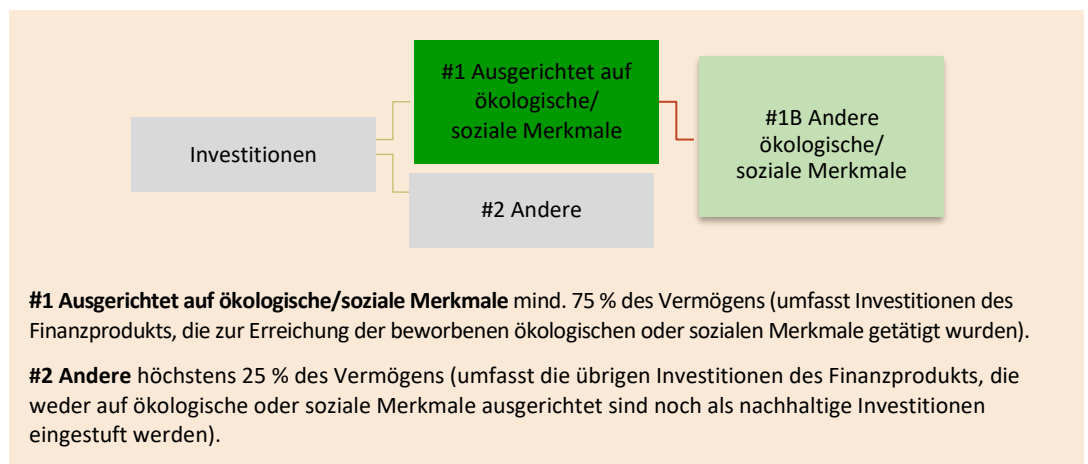 #1 Ausgerichtet auf
ökologische/
soziale Merkmale
#1B Andere
ökologische/
soziale Merkmale
Investitionen
#2 Andere
#1 Ausgerichtet auf ökologische/soziale Merkmale mind. 75 % des Vermögens (umfasst Investitionen des
Finanzprodukts, die zur Erreichung der beworbenen ökologischen oder sozialen Merkmale getätigt wurden).
#2 Andere höchstens 25 % des Vermögens (umfasst die übrigen Investitionen des Finanzprodukts, die
weder auf ökologische oder soziale Merkmale ausgerichtet sind noch als nachhaltige Investitionen
eingestuft werden).